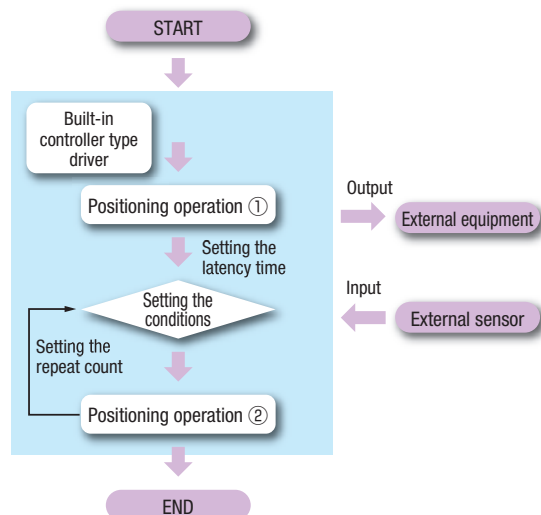 START
Built-in
controller type
driver
Positioning operation ①
Output
External equipment
Setting the
latency time
Setting the
conditions
Input
External sensor
Setting the
repeat count
Positioning operation ②
END